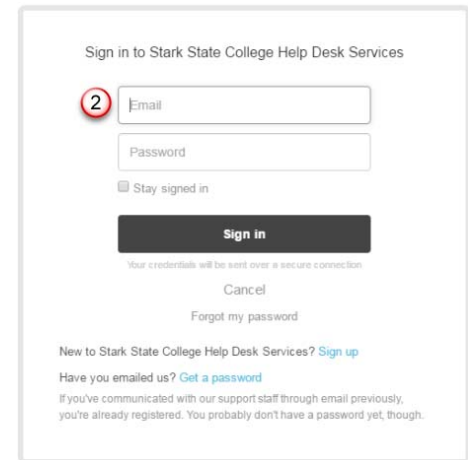 Sign in to Stark State College Help Desk Services
2
Email
Password
Stay signed in
Sign in
Your credentials will be sent over a secure connection
Cancel
Forgot my password
New to Stark State College Help Desk Services? Sign up
Have you emailed us? Get a password
If you've communicated with our support staff through email previously,
you're already registered. You probably don't have a password yet, though.